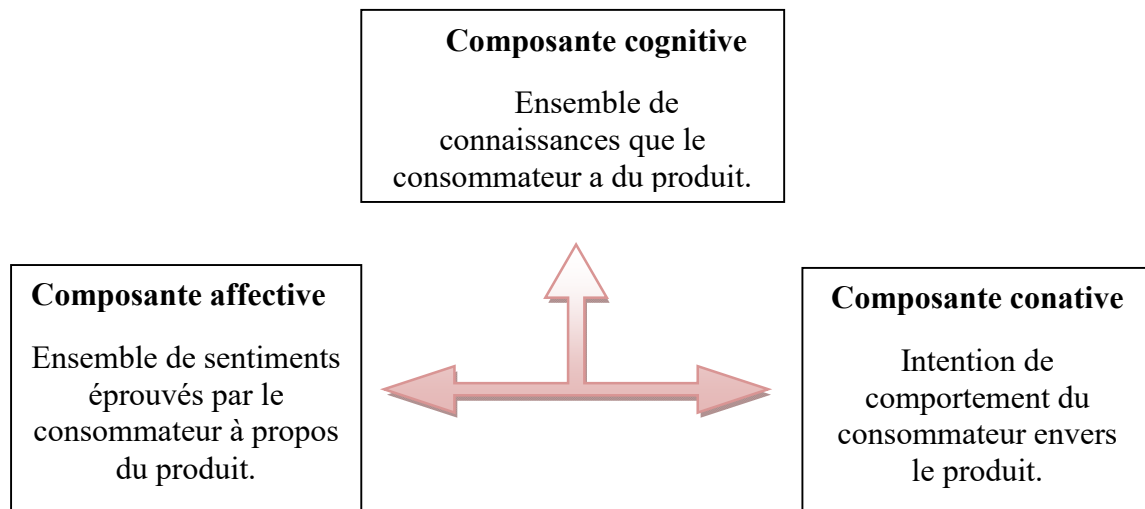 Composante cognitive
Ensemble de
connaissances que le
consommateur a du produit.
Composante affective
Ensemble de sentiments
éprouvés par le
consommateur à propos
du produit.
Composante conative
Intention de
comportement du
consommateur envers
le produit.